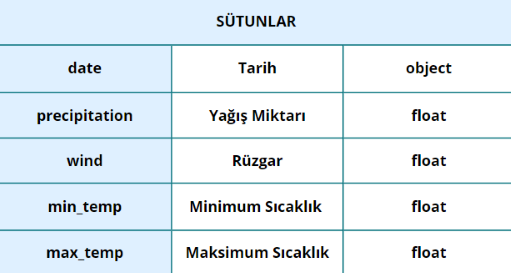 SÜTUNLAR
date Tarih object
precipitation Yağış Miktarı float
wind Rüzgar float
min_temp Minimum Sıcaklık float
max_temp Maksimum Sıcaklık float